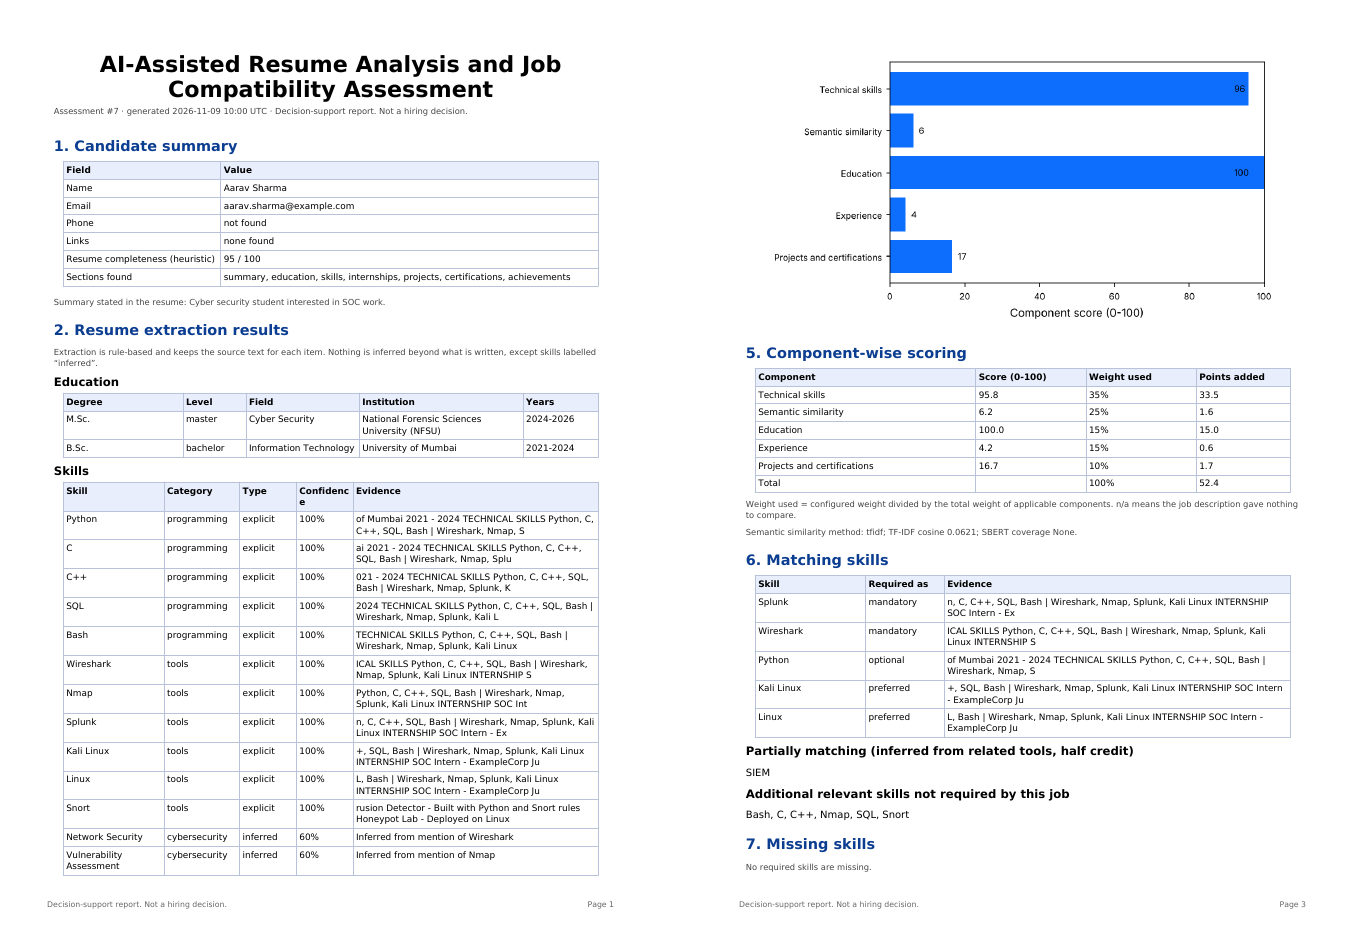 AI-Assisted Resume Analysis and Job
Compatibility Assessment
Assessment #7 · generated 2026-11-09 10:00 UTC · Decision-support report. Not a hiring decision.
1. Candidate summary
Field Value
Name Aarav Sharma
Email aarav.sharma@example.com
Phone not found
Links none found
Resume completeness (heuristic) 95 / 100
Sections found summary, education, skills, internships, projects, certifications, achievements
Summary stated in the resume: Cyber security student interested in SOC work.
2. Resume extraction results
Extraction is rule-based and keeps the source text for each item. Nothing is inferred beyond what is written, except skills labelled
“inferred”.
Education
Degree Level Field Institution Years
M.Sc. master Cyber Security National Forensic Sciences 2024-2026
University (NFSU)
B.Sc. bachelor Information Technology University of Mumbai 2021-2024
Skills
Skill Category Type Confidenc Evidence
e
Python programming explicit 100% of Mumbai 2021 - 2024 TECHNICAL SKILLS Python, C,
C++, SQL, Bash | Wireshark, Nmap, S
C programming explicit 100% ai 2021 - 2024 TECHNICAL SKILLS Python, C, C++,
SQL, Bash | Wireshark, Nmap, Splu
C++ programming explicit 100% 021 - 2024 TECHNICAL SKILLS Python, C, C++, SQL,
Bash | Wireshark, Nmap, Splunk, K
SQL programming explicit 100% 2024 TECHNICAL SKILLS Python, C, C++, SQL, Bash |
Wireshark, Nmap, Splunk, Kali L
Bash programming explicit 100% TECHNICAL SKILLS Python, C, C++, SQL, Bash |
Wireshark, Nmap, Splunk, Kali Linux
Wireshark tools explicit 100% ICAL SKILLS Python, C, C++, SQL, Bash | Wireshark,
Nmap, Splunk, Kali Linux INTERNSHIP S
Nmap tools explicit 100% Python, C, C++, SQL, Bash | Wireshark, Nmap,
Splunk, Kali Linux INTERNSHIP SOC Int
Splunk tools explicit 100% n, C, C++, SQL, Bash | Wireshark, Nmap, Splunk, Kali
Linux INTERNSHIP SOC Intern - Ex
Kali Linux tools explicit 100% +, SQL, Bash | Wireshark, Nmap, Splunk, Kali Linux
INTERNSHIP SOC Intern - ExampleCorp Ju
Linux tools explicit 100% L, Bash | Wireshark, Nmap, Splunk, Kali Linux
INTERNSHIP SOC Intern - ExampleCorp Ju
Snort tools explicit 100% rusion Detector - Built with Python and Snort rules
Honeypot Lab - Deployed on Linux
Network Security cybersecurity inferred 60% Inferred from mention of Wireshark
Vulnerability cybersecurity inferred 60% Inferred from mention of Nmap
Assessment
Decision-support report. Not a hiring decision. Page 1
Technical skills 96
Semantic similarity 6
Education 100
Experience 4
Projects and certifications 17
0 20 40 60 80 100
Component score (0-100)
5. Component-wise scoring
Component Score (0-100) Weight used Points added
Technical skills 95.8 35% 33.5
Semantic similarity 6.2 25% 1.6
Education 100.0 15% 15.0
Experience 4.2 15% 0.6
Projects and certifications 16.7 10% 1.7
Total 100% 52.4
Weight used = configured weight divided by the total weight of applicable components. n/a means the job description gave nothing
to compare.
Semantic similarity method: tfidf; TF-IDF cosine 0.0621; SBERT coverage None.
6. Matching skills
Skill Required as Evidence
Splunk mandatory n, C, C++, SQL, Bash | Wireshark, Nmap, Splunk, Kali Linux INTERNSHIP
SOC Intern - Ex
Wireshark mandatory ICAL SKILLS Python, C, C++, SQL, Bash | Wireshark, Nmap, Splunk, Kali
Linux INTERNSHIP S
Python optional of Mumbai 2021 - 2024 TECHNICAL SKILLS Python, C, C++, SQL, Bash |
Wireshark, Nmap, S
Kali Linux preferred +, SQL, Bash | Wireshark, Nmap, Splunk, Kali Linux INTERNSHIP SOC Intern
- ExampleCorp Ju
Linux preferred L, Bash | Wireshark, Nmap, Splunk, Kali Linux INTERNSHIP SOC Intern -
ExampleCorp Ju
Partially matching (inferred from related tools, half credit)
SIEM
Additional relevant skills not required by this job
Bash, C, C++, Nmap, SQL, Snort
7. Missing skills
No required skills are missing.
Decision-support report. Not a hiring decision. Page 3